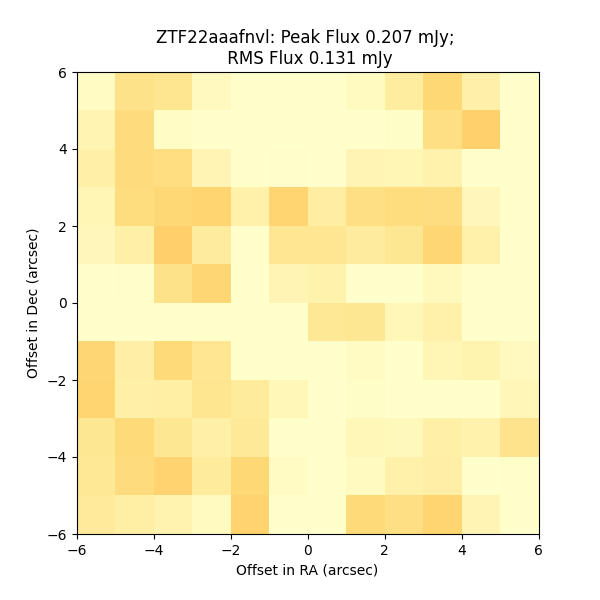 ZTF22aaafnvl: Peak Flux 0.207 mJy;
RMS Flux 0.131 mJy
6
4
2
0
−2
−4
−6
Offset in Dec (arcsec)
−6 −4 −2 0 2 4 6
Offset in RA (arcsec)